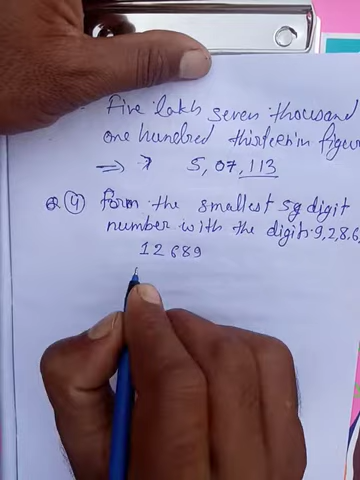 Five lakh seven thousand
one hundred thirteen in figur
⇒ 5,07,113
Q (4) Form the smallest 5 digit
number with the digits 9,2,8,6,
12689